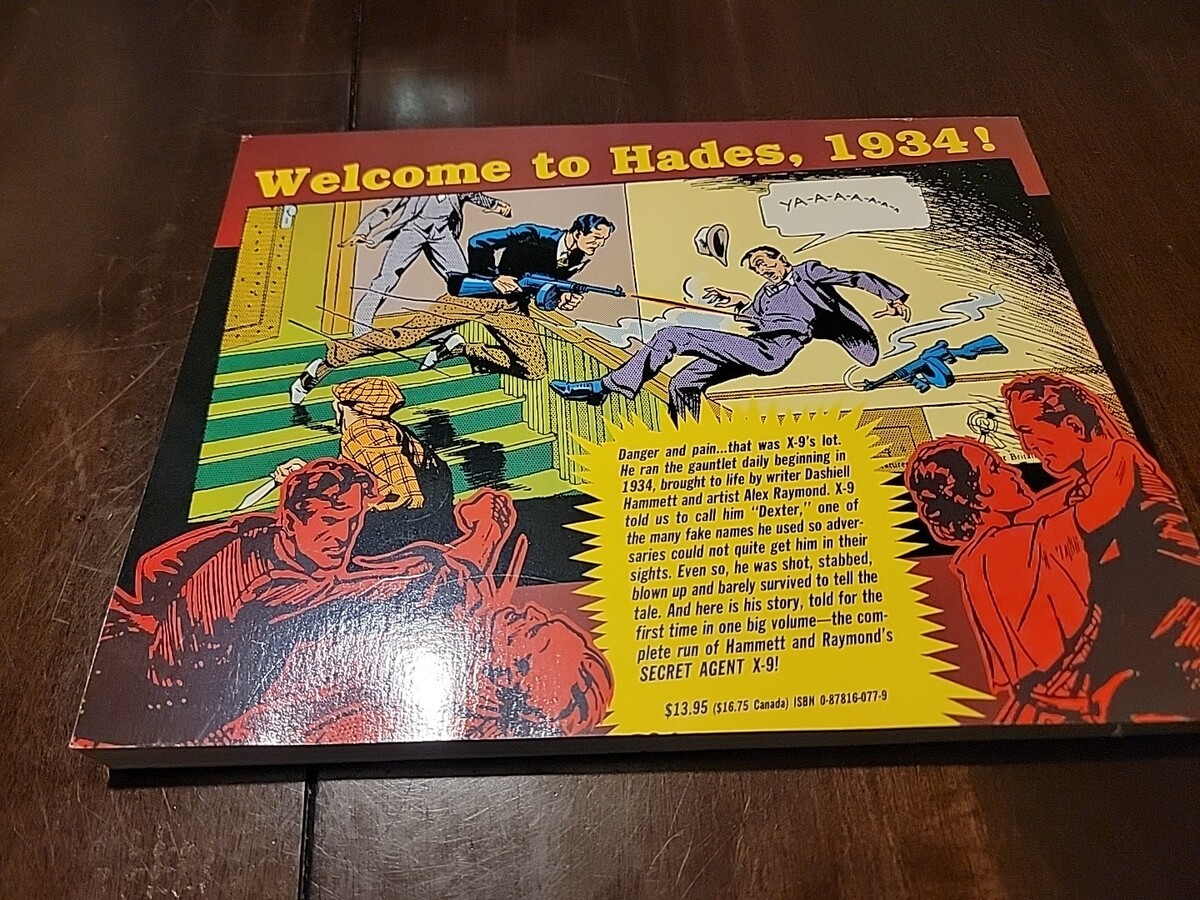 Welcome to Hades, 1934!
YA-A-A-A-A-A--
Danger and pain...that was X-9's lot.
He ran the gauntlet daily beginning in
1934, brought to life by writer Dashiell
Hammett and artist Alex Raymond. X-9
told us to call him "Dexter," one of
the many fake names he used so adver-
saries could not quite get him in their
sights. Even so, he was shot, stabbed,
blown up and barely survived to tell the
tale. And here is his story, told for the
first time in one big volume—the com-
plete run of Hammett and Raymond's
SECRET AGENT X-9!
$13.95 ($16.75 Canada) ISBN 0-87816-077-9